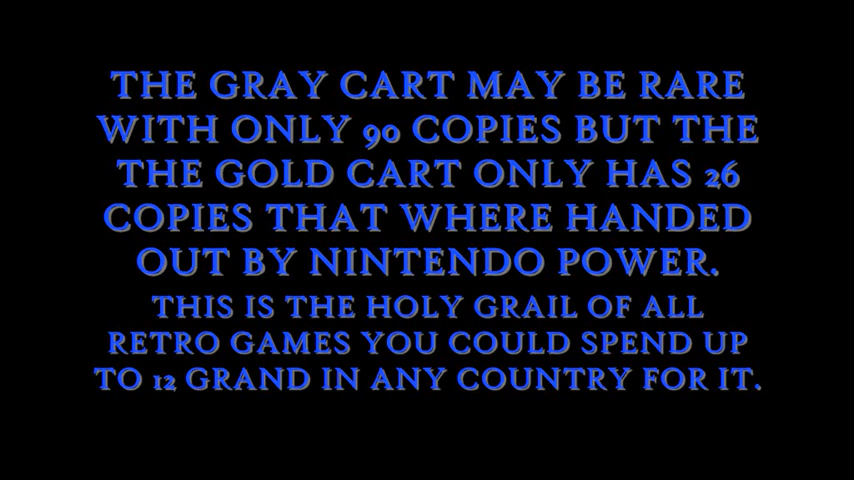 THE GRAY CART MAY BE RARE
WITH ONLY 90 COPIES BUT THE
THE GOLD CART ONLY HAS 26
COPIES THAT WHERE HANDED
OUT BY NINTENDO POWER.
THIS IS THE HOLY GRAIL OF ALL
RETRO GAMES YOU COULD SPEND UP
TO 12 GRAND IN ANY COUNTRY FOR IT.